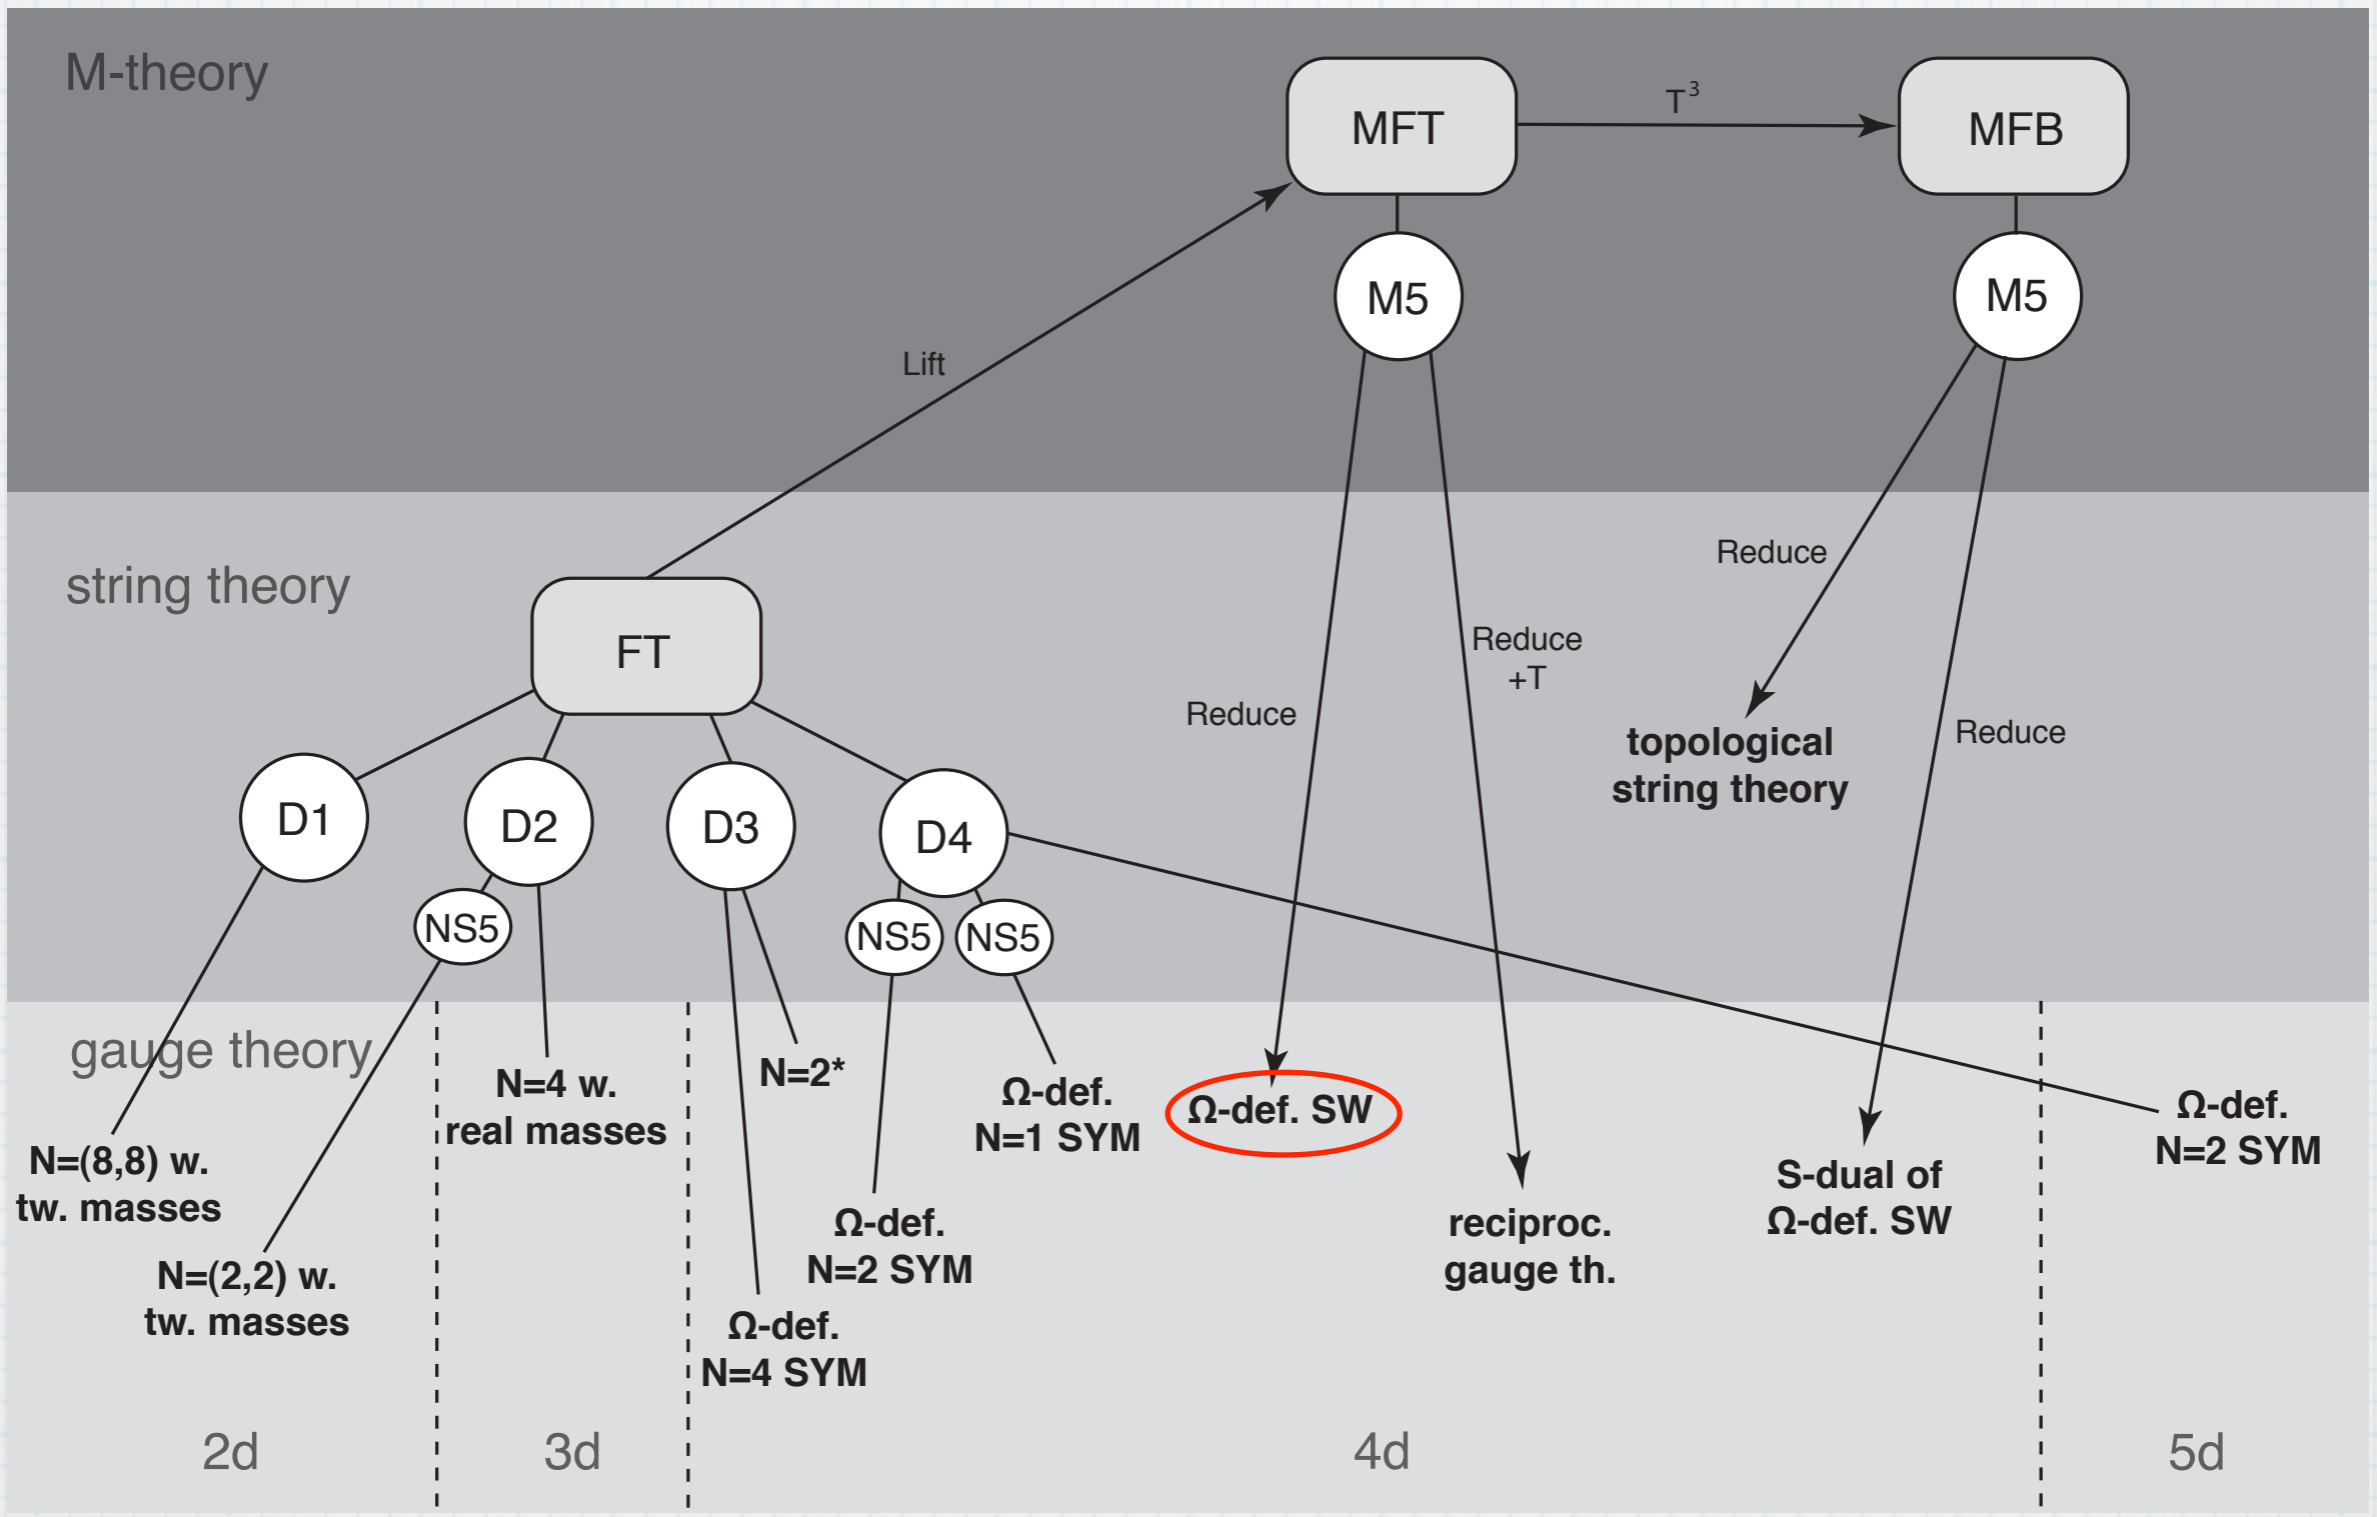 M-theory
MFT
T³
MFB
M5
M5
Lift
string theory
Reduce
FT
Reduce
+T
Reduce
topological
string theory
Reduce
D1
D2
D3
D4
NS5
NS5
NS5
gauge theory
N=4 w.
real masses
N=2*
Ω-def.
N=1 SYM
Ω-def. SW
Ω-def.
N=2 SYM
N=(8,8) w.
tw. masses
S-dual of
Ω-def. SW
Ω-def.
N=2 SYM
reciproc.
gauge th.
N=(2,2) w.
tw. masses
Ω-def.
N=4 SYM
2d
3d
4d
5d